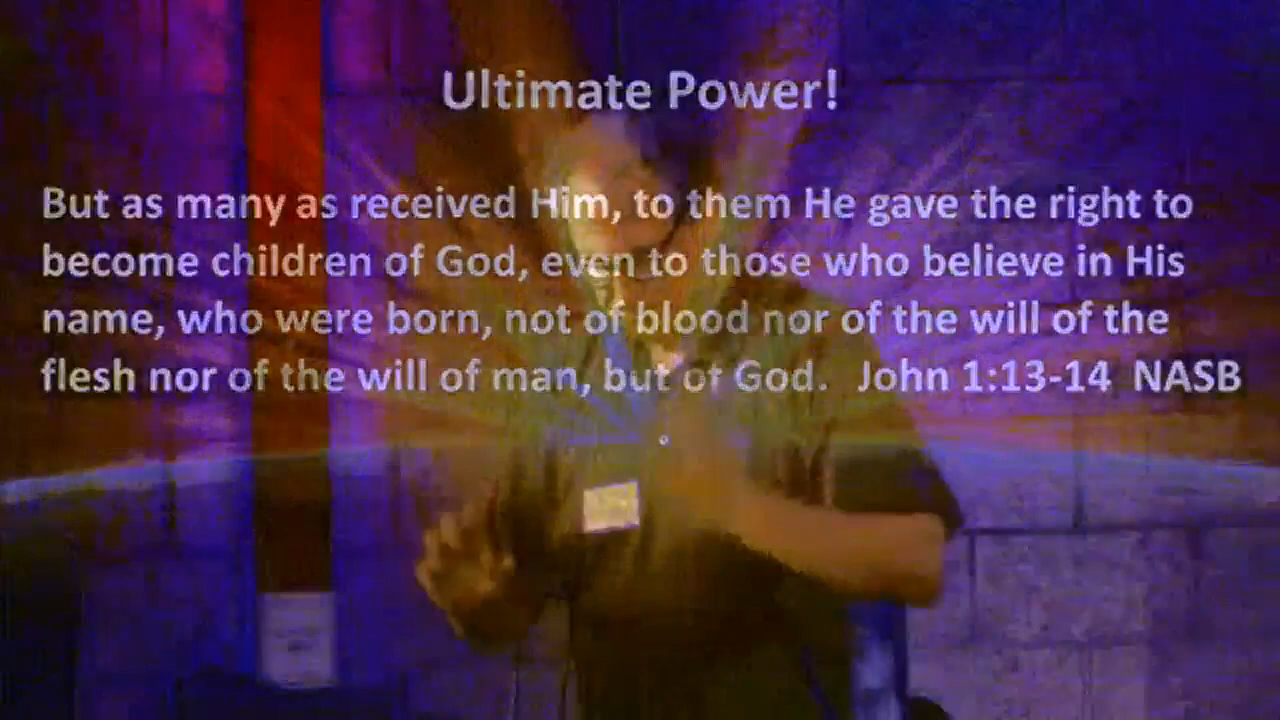 Ultimate Power!
But as many as received Him, to them He gave the right to
become children of God, even to those who believe in His
name, who were born, not of blood nor of the will of the
flesh nor of the will of man, but of God. John 1:13-14 NASB